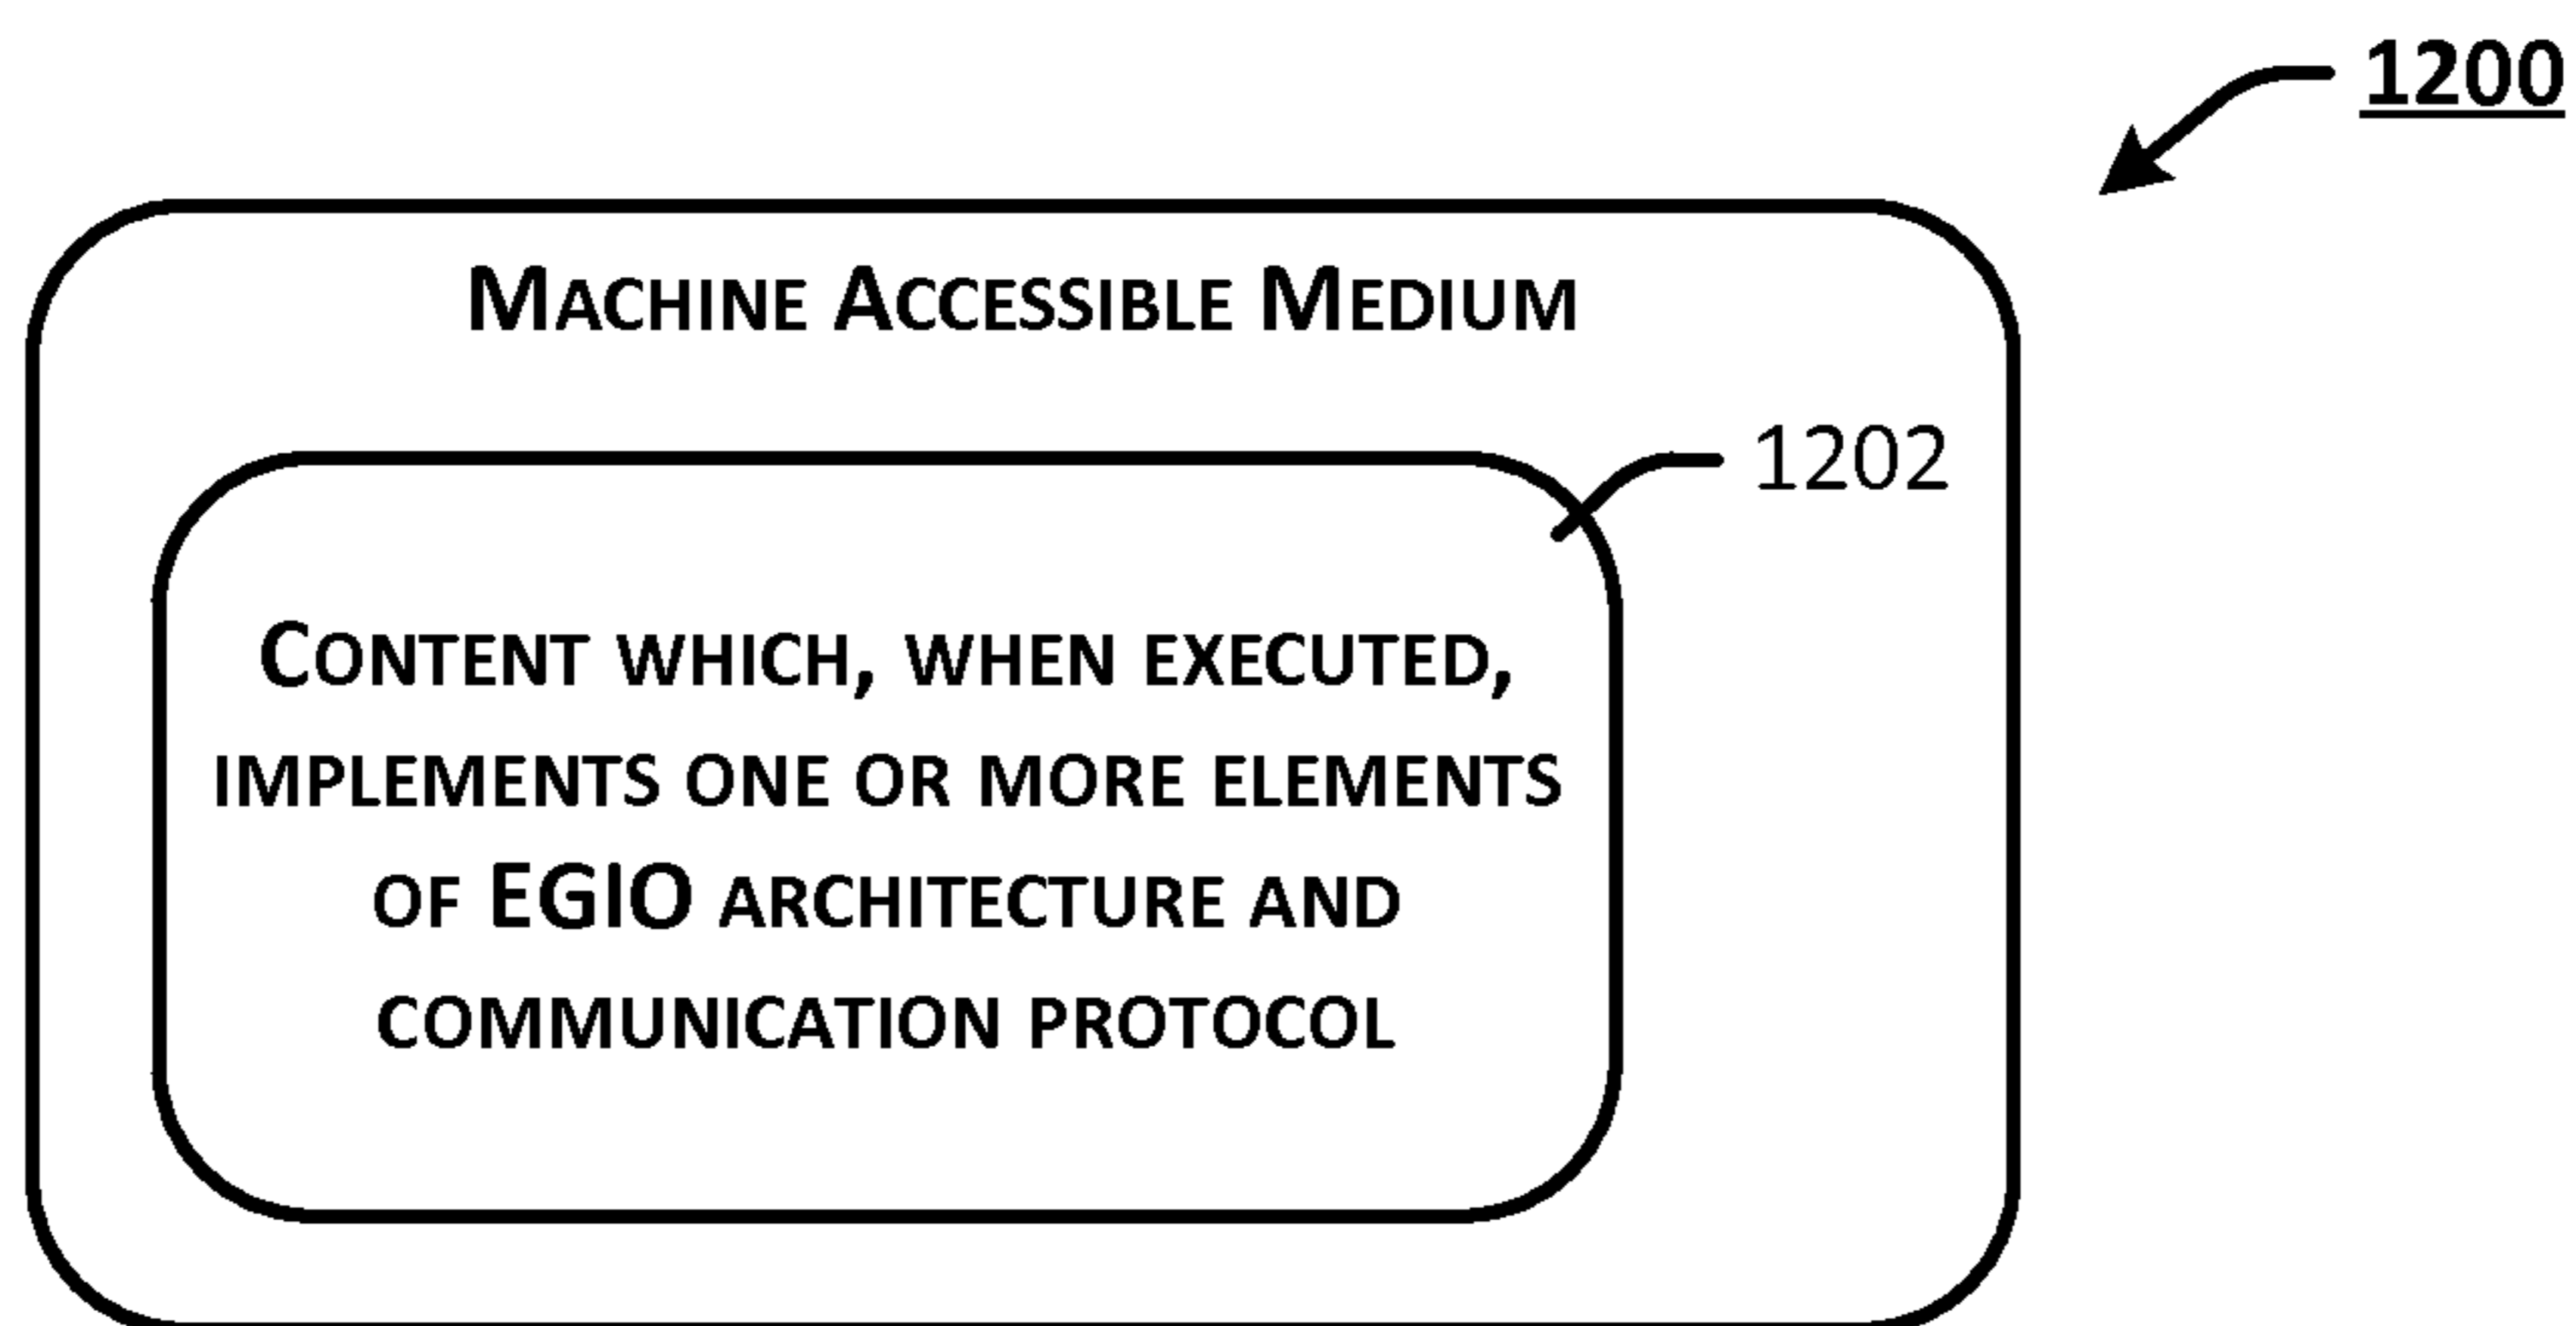 1200
MACHINE ACCESSIBLE MEDIUM
1202
CONTENT WHICH, WHEN EXECUTED,
IMPLEMENTS ONE OR MORE ELEMENTS
OF EGIO ARCHITECTURE AND
COMMUNICATION PROTOCOL